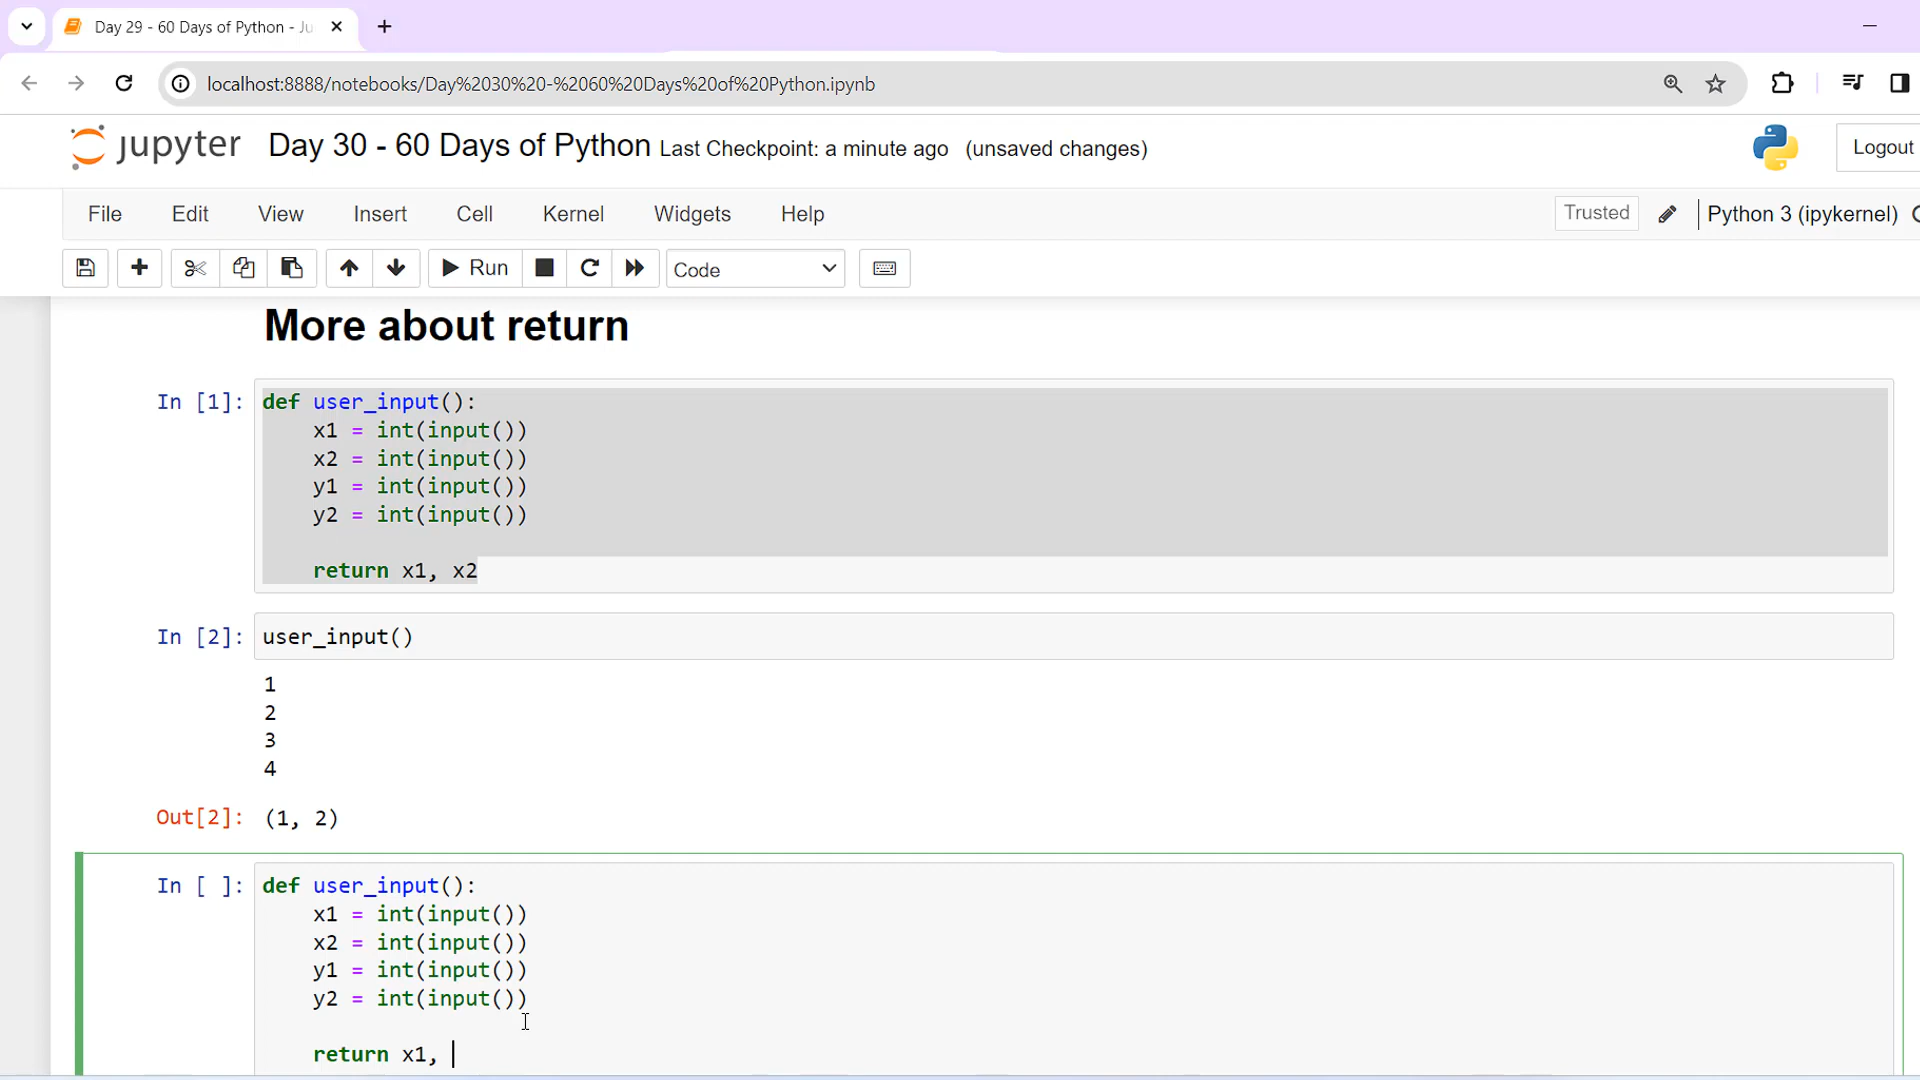 Day 29 - 60 Days of Python - Ju
localhost:8888/notebooks/Day%2030%20-%2060%20Days%20of%20Python.ipynb
jupyter Day 30 - 60 Days of Python Last Checkpoint: a minute ago (unsaved changes) Logout
File Edit View Insert Cell Kernel Widgets Help Trusted Python 3 (ipykernel)
Run Code
More about return
In [1]: def user_input():
    x1 = int(input())
    x2 = int(input())
    y1 = int(input())
    y2 = int(input())
    return x1, x2
In [2]: user_input()
1
2
3
4
Out[2]: (1, 2)
In [ ]: def user_input():
    x1 = int(input())
    x2 = int(input())
    y1 = int(input())
    y2 = int(input())
    return x1,